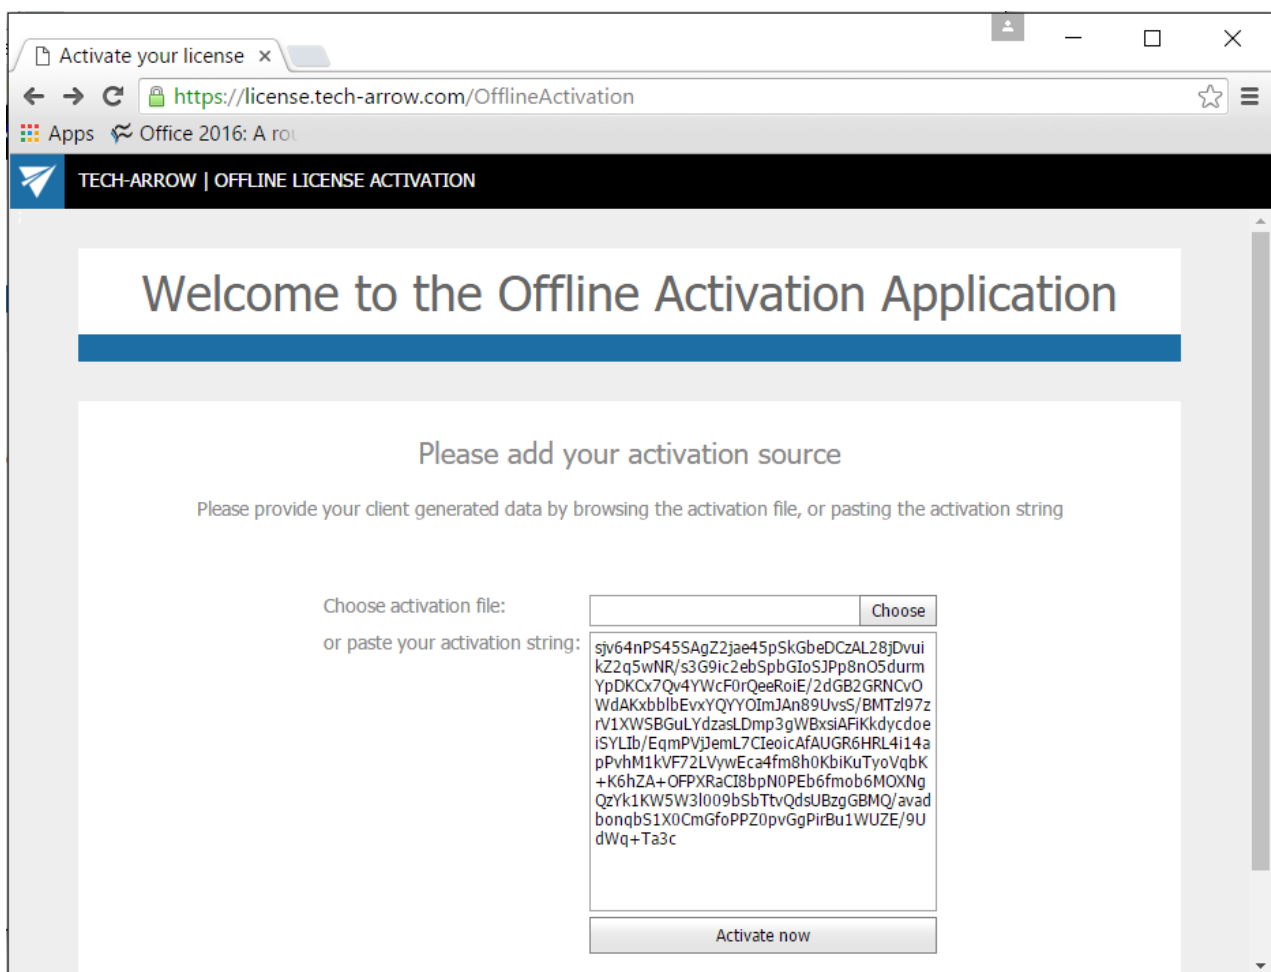 Activate your license
https://license.tech-arrow.com/OfflineActivation
Apps Office 2016: A rou
TECH-ARROW | OFFLINE LICENSE ACTIVATION
Welcome to the Offline Activation Application
Please add your activation source
Please provide your client generated data by browsing the activation file, or pasting the activation string
Choose activation file:
Choose
or paste your activation string:
sjv64nPS45SAgZ2jae45pSkGbeDCzAL28jDvui
kZ2q5wNR/s3G9ic2ebSpbGIoSJPp8nO5durm
YpDKCx7Qv4YWcF0rQeeRoiE/2dGB2GRNCvO
WdAKxbblbEvxYQYYOImJAn89UvsS/BMTzl97z
rV1XWSBGuLYdzasLDmp3gWBxsiAFiKkdycdoe
iSYLIb/EqmPVjJemL7CIeoicAfAUGR6HRL4i14a
pPvhM1kVF72LVywEca4fm8h0KbiKuTyoVqbK
+K6hZA+OFPXRaCI8bpN0PEb6fmob6MOXNg
QzYk1KW5W3l009bSbTtvQdsUBzgGBMQ/avad
bonqbS1X0CmGfoPPZ0pvGgPirBu1WUZE/9U
dWq+Ta3c
Activate now